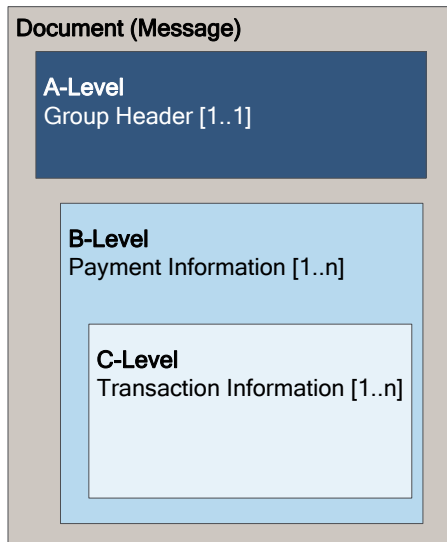 Document (Message)
A-Level
Group Header [1..1]
B-Level
Payment Information [1..n]
C-Level
Transaction Information [1..n]